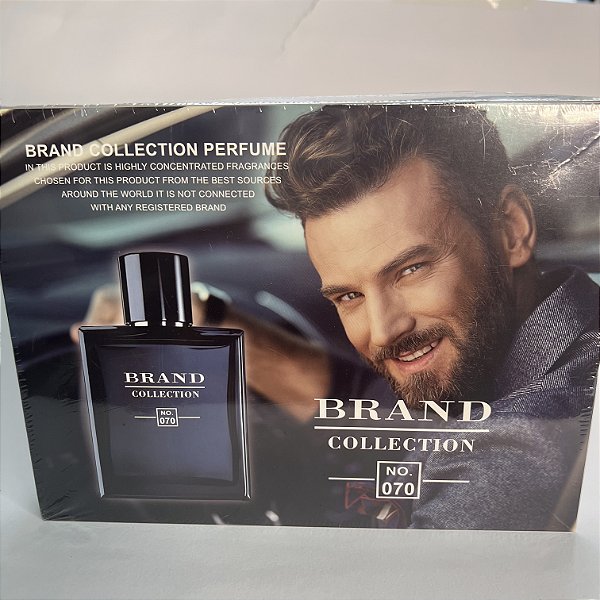 BRAND COLLECTION PERFUME
IN THIS PRODUCT IS HIGHLY CONCENTRATED FRAGRANCES
CHOSEN FOR THIS PRODUCT FROM THE BEST SOURCES
AROUND THE WORLD IT IS NOT CONNECTED
WITH ANY REGISTERED BRAND
BRAND
COLLECTION
NO.
070
BRAND
COLLECTION
NO.
070